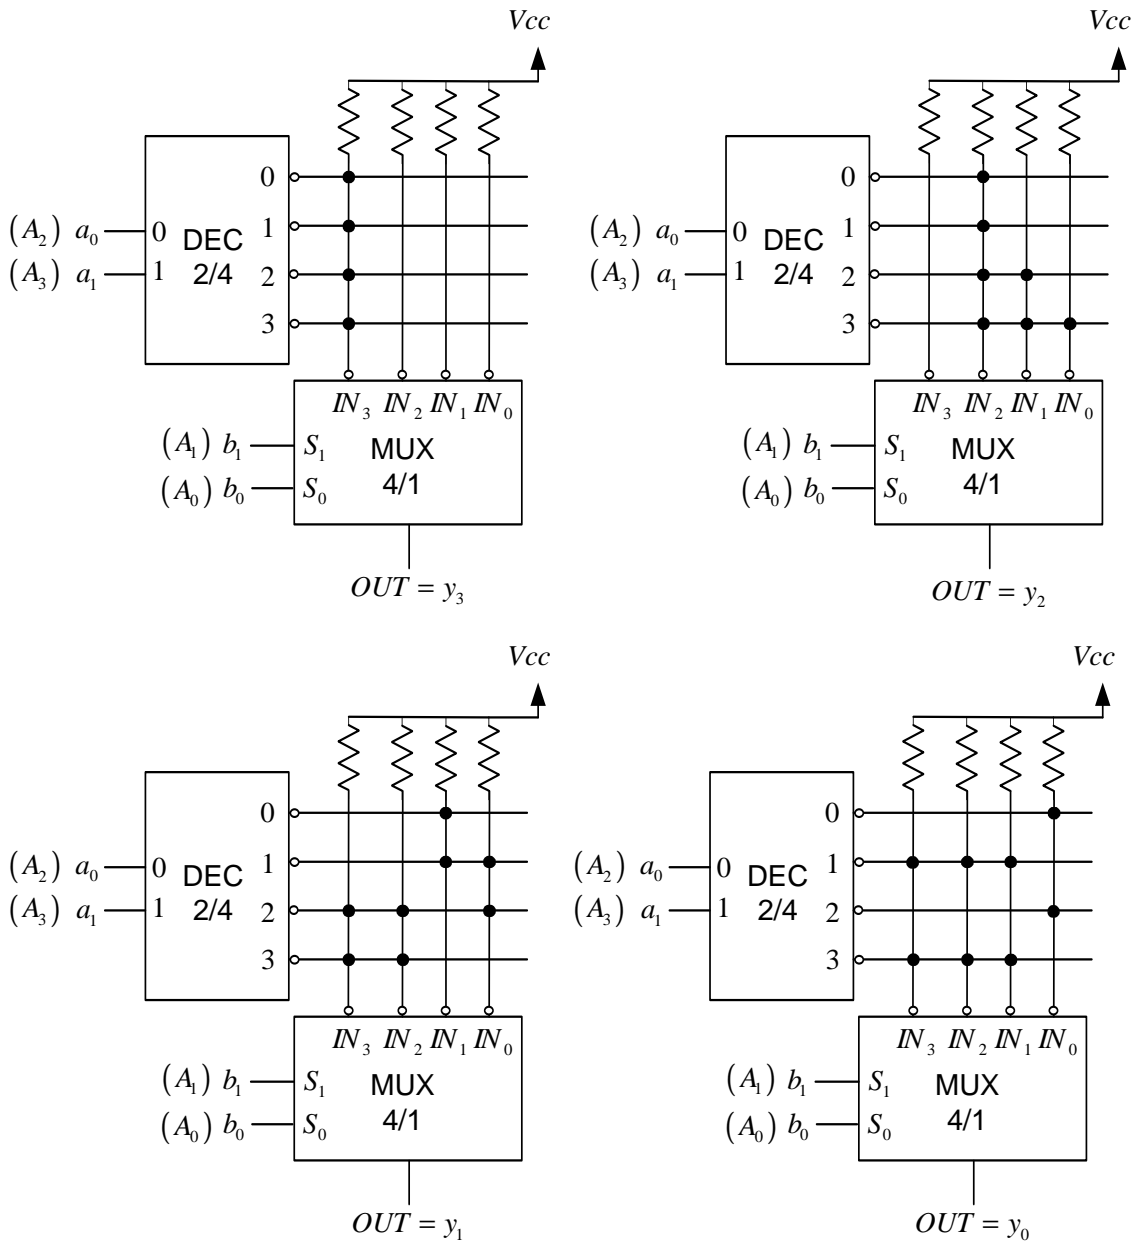 Vcc
0
1
2
3
(A₂) a₀ 0 DEC
(A₃) a₁ 1 2/4
IN₃ IN₂ IN₁ IN₀
(A₁) b₁ S₁ MUX
(A₀) b₀ S₀ 4/1
OUT = y₃
Vcc
0
1
2
3
(A₂) a₀ 0 DEC
(A₃) a₁ 1 2/4
IN₃ IN₂ IN₁ IN₀
(A₁) b₁ S₁ MUX
(A₀) b₀ S₀ 4/1
OUT = y₂
Vcc
0
1
2
3
(A₂) a₀ 0 DEC
(A₃) a₁ 1 2/4
IN₃ IN₂ IN₁ IN₀
(A₁) b₁ S₁ MUX
(A₀) b₀ S₀ 4/1
OUT = y₁
Vcc
0
1
2
3
(A₂) a₀ 0 DEC
(A₃) a₁ 1 2/4
IN₃ IN₂ IN₁ IN₀
(A₁) b₁ S₁ MUX
(A₀) b₀ S₀ 4/1
OUT = y₀